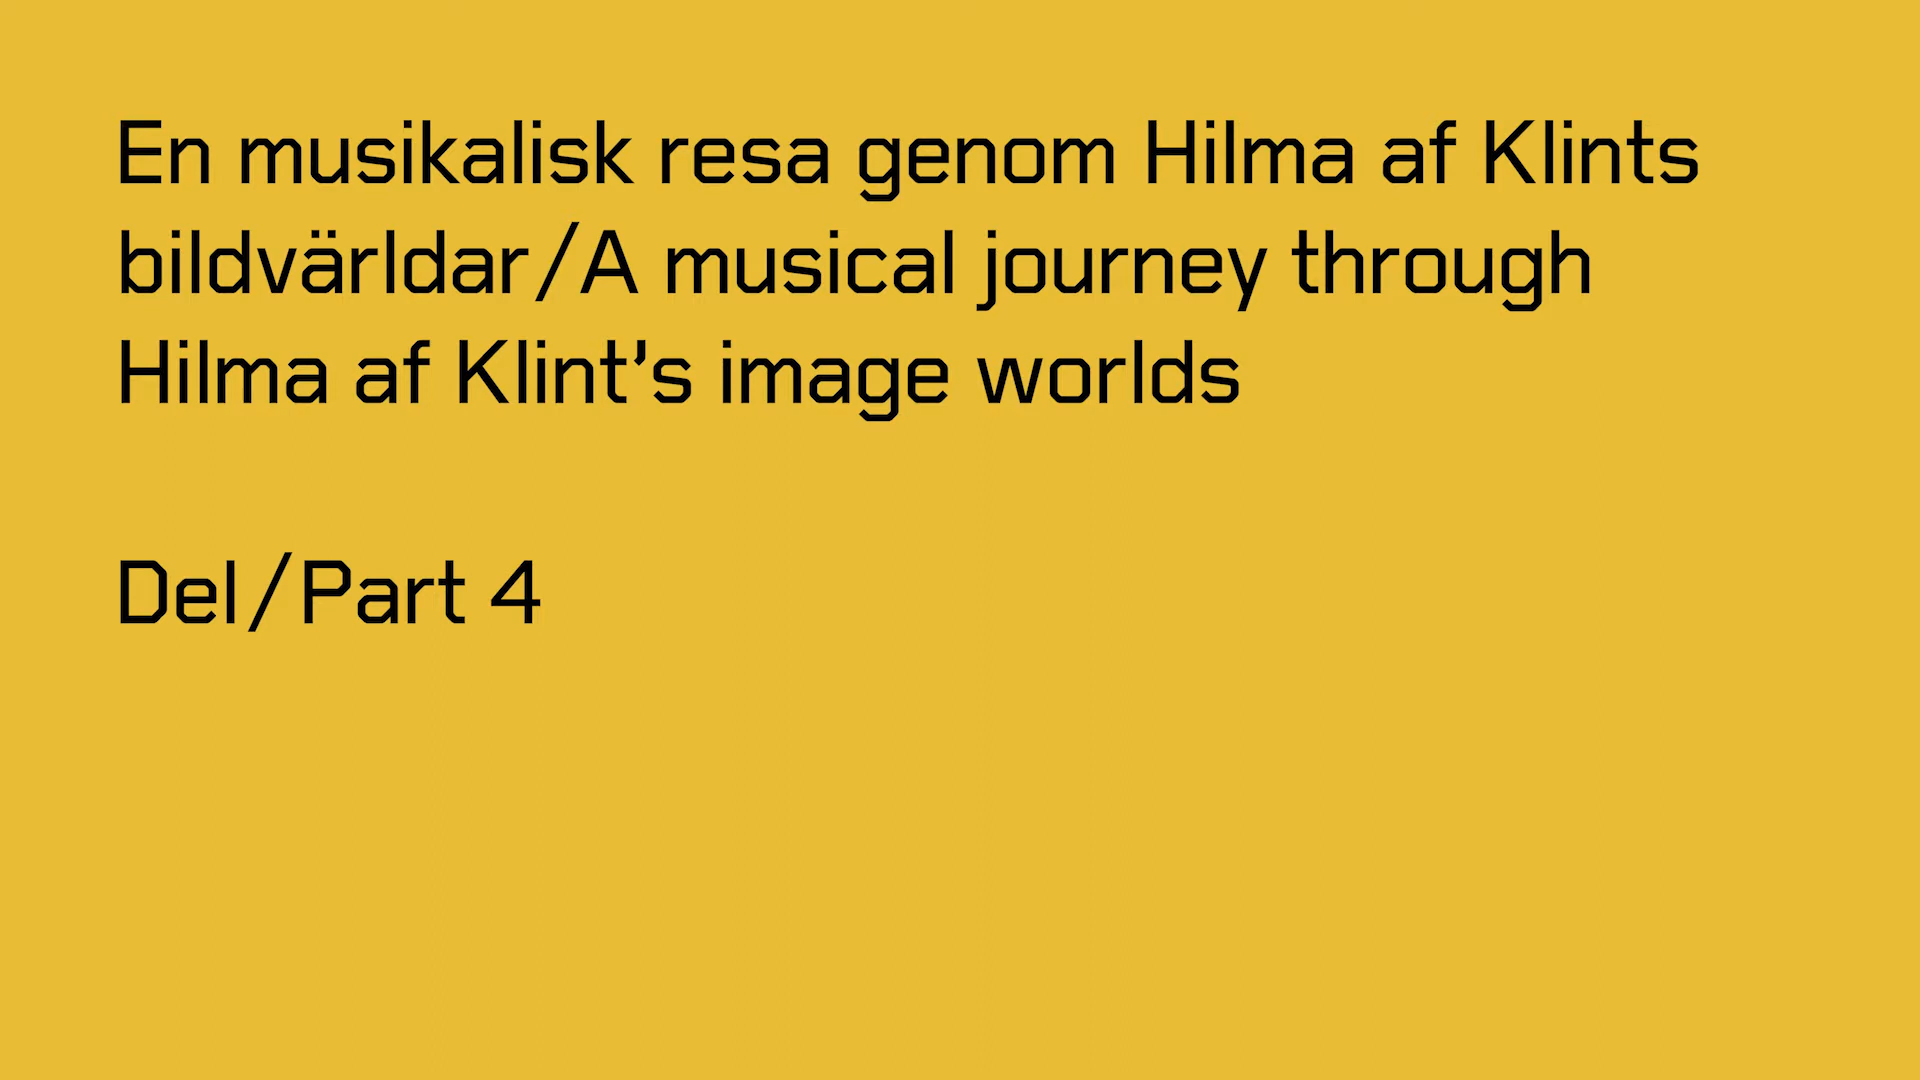 En musikalisk resa genom Hilma af Klints
bildvärldar/A musical journey through
Hilma af Klint’s image worlds
Del/Part 4